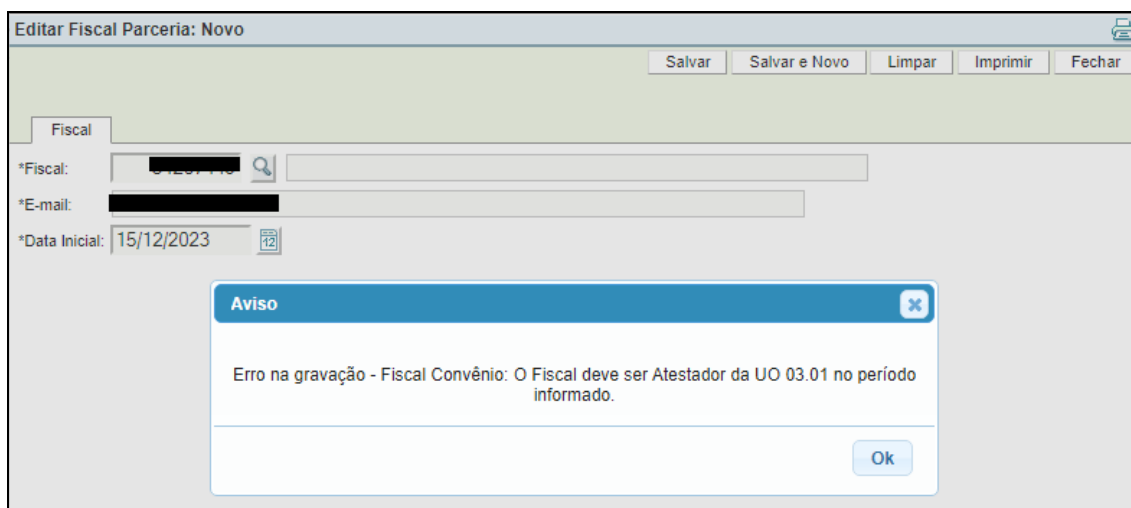 Editar Fiscal Parceria: Novo
Salvar Salvar e Novo Limpar Imprimir Fechar
Fiscal
*Fiscal:
*E-mail:
*Data Inicial: 15/12/2023 12
Aviso
Erro na gravação - Fiscal Convênio: O Fiscal deve ser Atestador da UO 03.01 no período
informado.
Ok